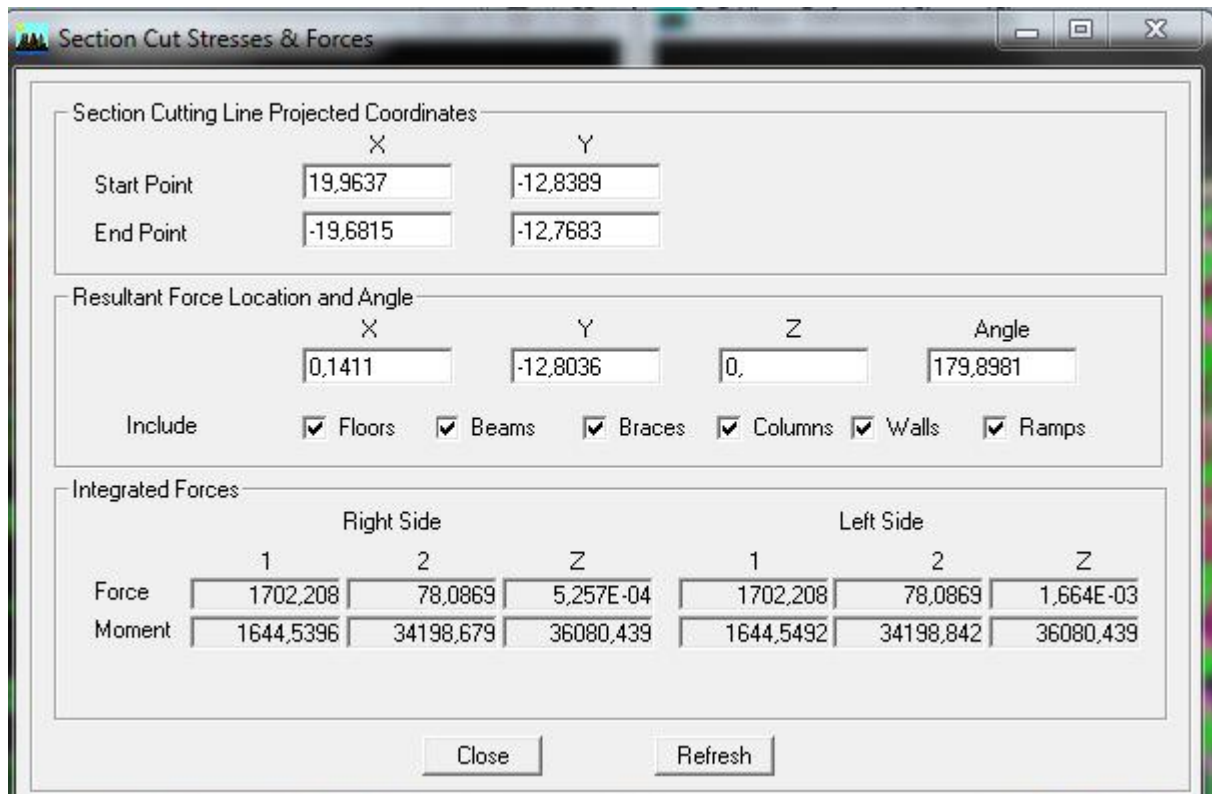 Section Cut Stresses & Forces
Section Cutting Line Projected Coordinates
X Y
Start Point 19,9637 -12,8389
End Point -19,6815 -12,7683
Resultant Force Location and Angle
X Y Z Angle
0,1411 -12,8036 0, 179,8981
Include Floors Beams Braces Columns Walls Ramps
Integrated Forces
Right Side Left Side
1 2 Z 1 2 Z
Force 1702,208 78,0869 5,257E-04 1702,208 78,0869 1,664E-03
Moment 1644,5396 34198,679 36080,439 1644,5492 34198,842 36080,439
Close Refresh